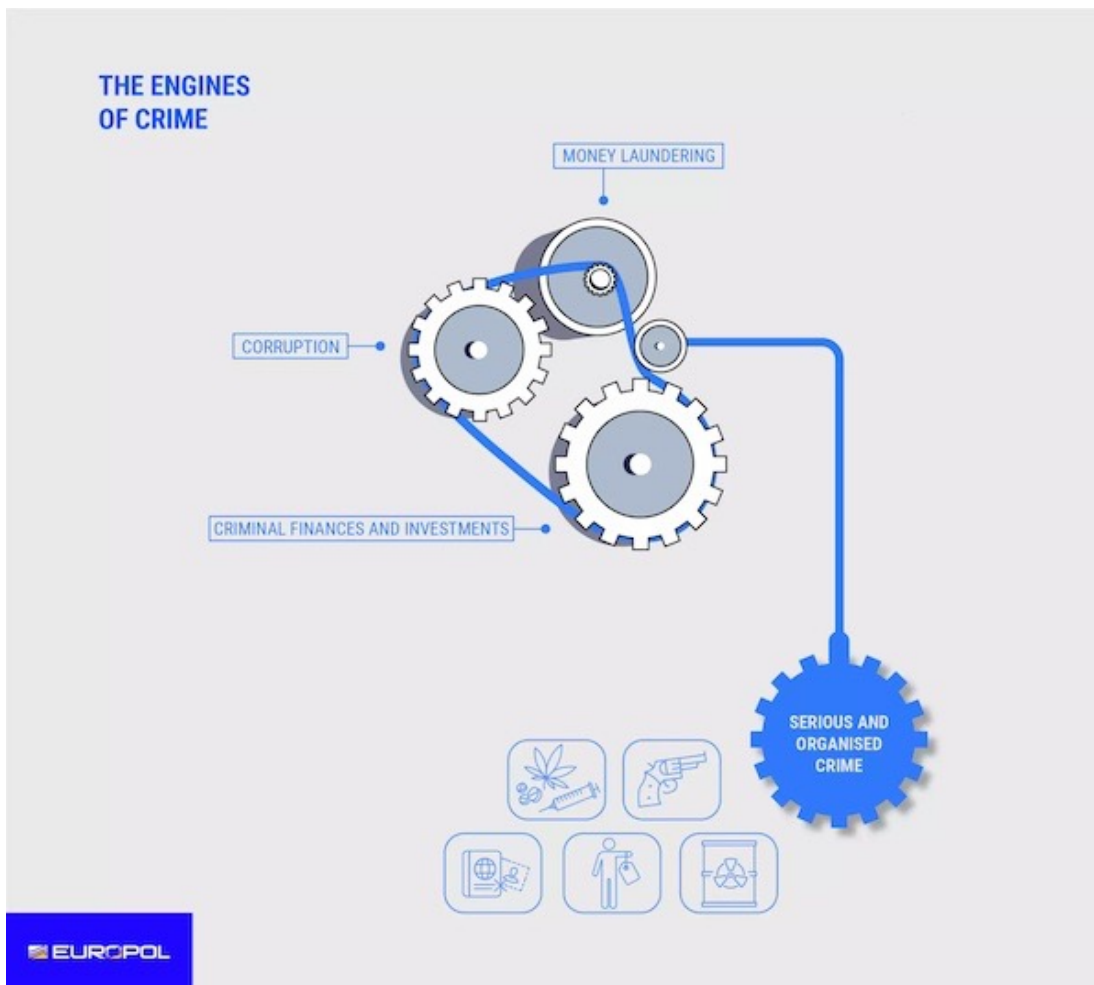 THE ENGINES
OF CRIME
MONEY LAUNDERING
CORRUPTION
CRIMINAL FINANCES AND INVESTMENTS
SERIOUS AND
ORGANISED
CRIME
EUROPOL